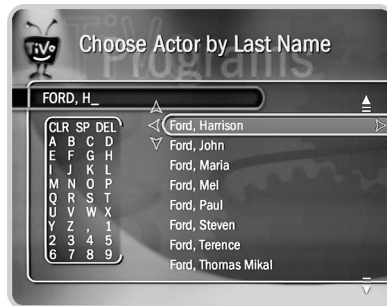 TiVo
Programs
Choose Actor by Last Name
FORD, H_
CLR SP DEL
A B C D
E F G H
I J K L
M N O P
Q R S T
U V W X
Y Z , 1
2 3 4 5
6 7 8 9
Ford, Harrison
Ford, John
Ford, Maria
Ford, Mel
Ford, Paul
Ford, Steven
Ford, Terence
Ford, Thomas Mikal